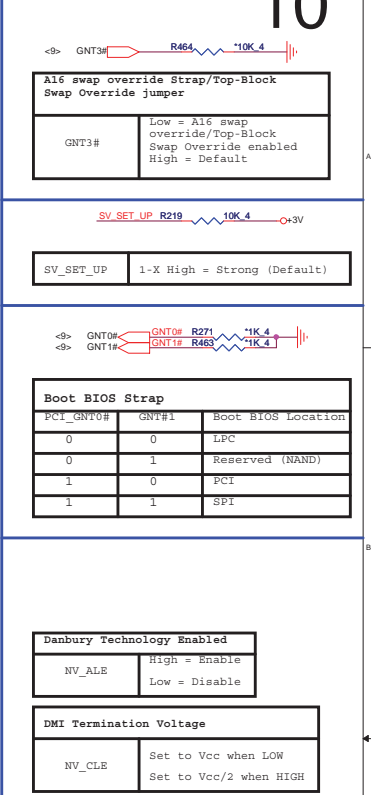 10
<9> GNT3# R464 *10K_4
A16 swap override Strap/Top-Block
Swap Override jumper
GNT3#
Low = A16 swap
override/Top-Block
Swap Override enabled
High = Default
A
SV_SET_UP R219 10K_4 +3V
SV_SET_UP 1-X High = Strong (Default)
<9> GNT0# GNT0# R271 *1K_4
<9> GNT1# GNT1# R463 *1K_4
Boot BIOS Strap
PCI_GNT0# GNT#1 Boot BIOS Location
0 0 LPC
0 1 Reserved (NAND)
1 0 PCI
1 1 SPI
B
Danbury Technology Enabled
NV_ALE
High = Enable
Low = Disable
DMI Termination Voltage
NV_CLE
Set to Vcc when LOW
Set to Vcc/2 when HIGH